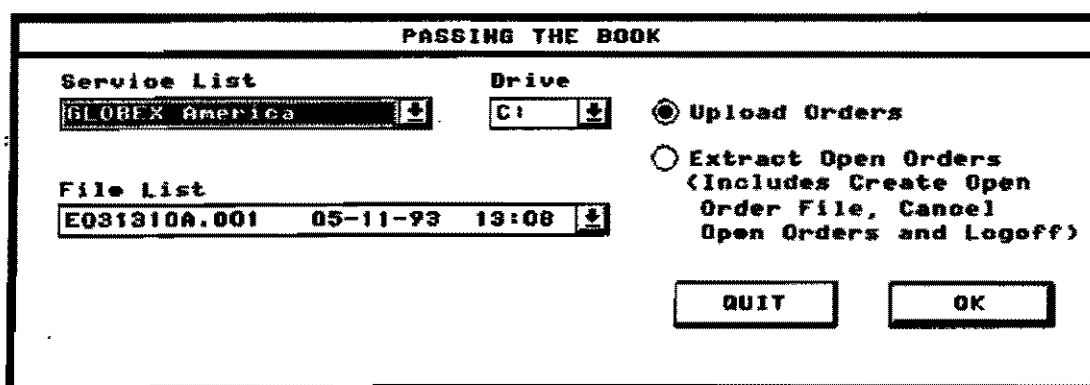 PASSING THE BOOK
Service List
GLOBEX America
Drive
C:
Upload Orders
Extract Open Orders
(Includes Create Open
Order File, Cancel
Open Orders and Logoff)
File List
E031310A.001 05-11-93 13:08
QUIT
OK